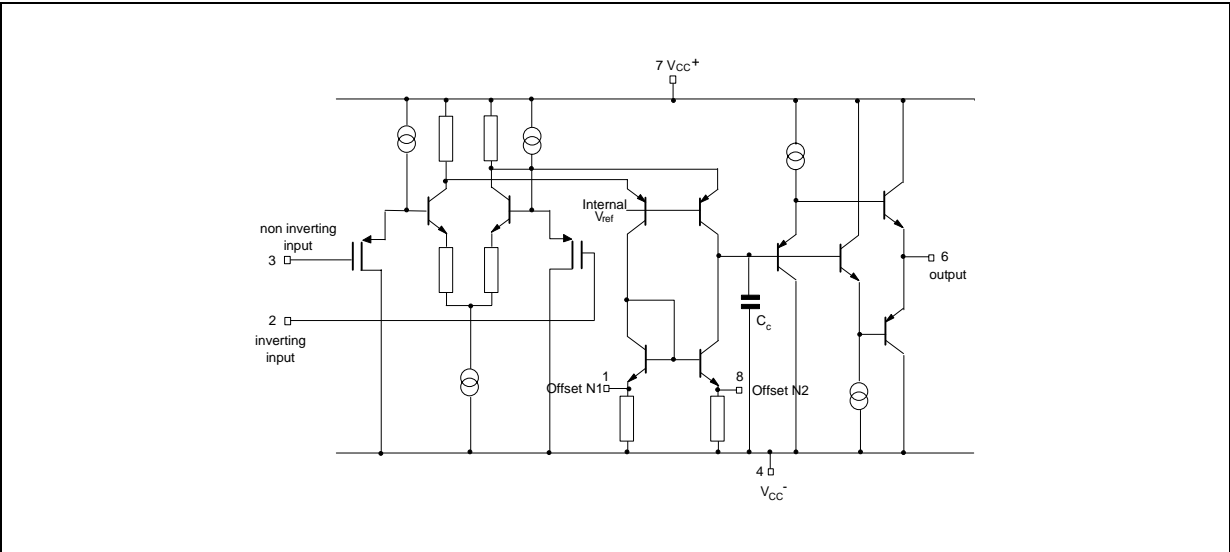 7 VCC+
Internal
Vref
non inverting
input
3
6
output
2
inverting
input
Cc
1
Offset N1
8
Offset N2
4
VCC-